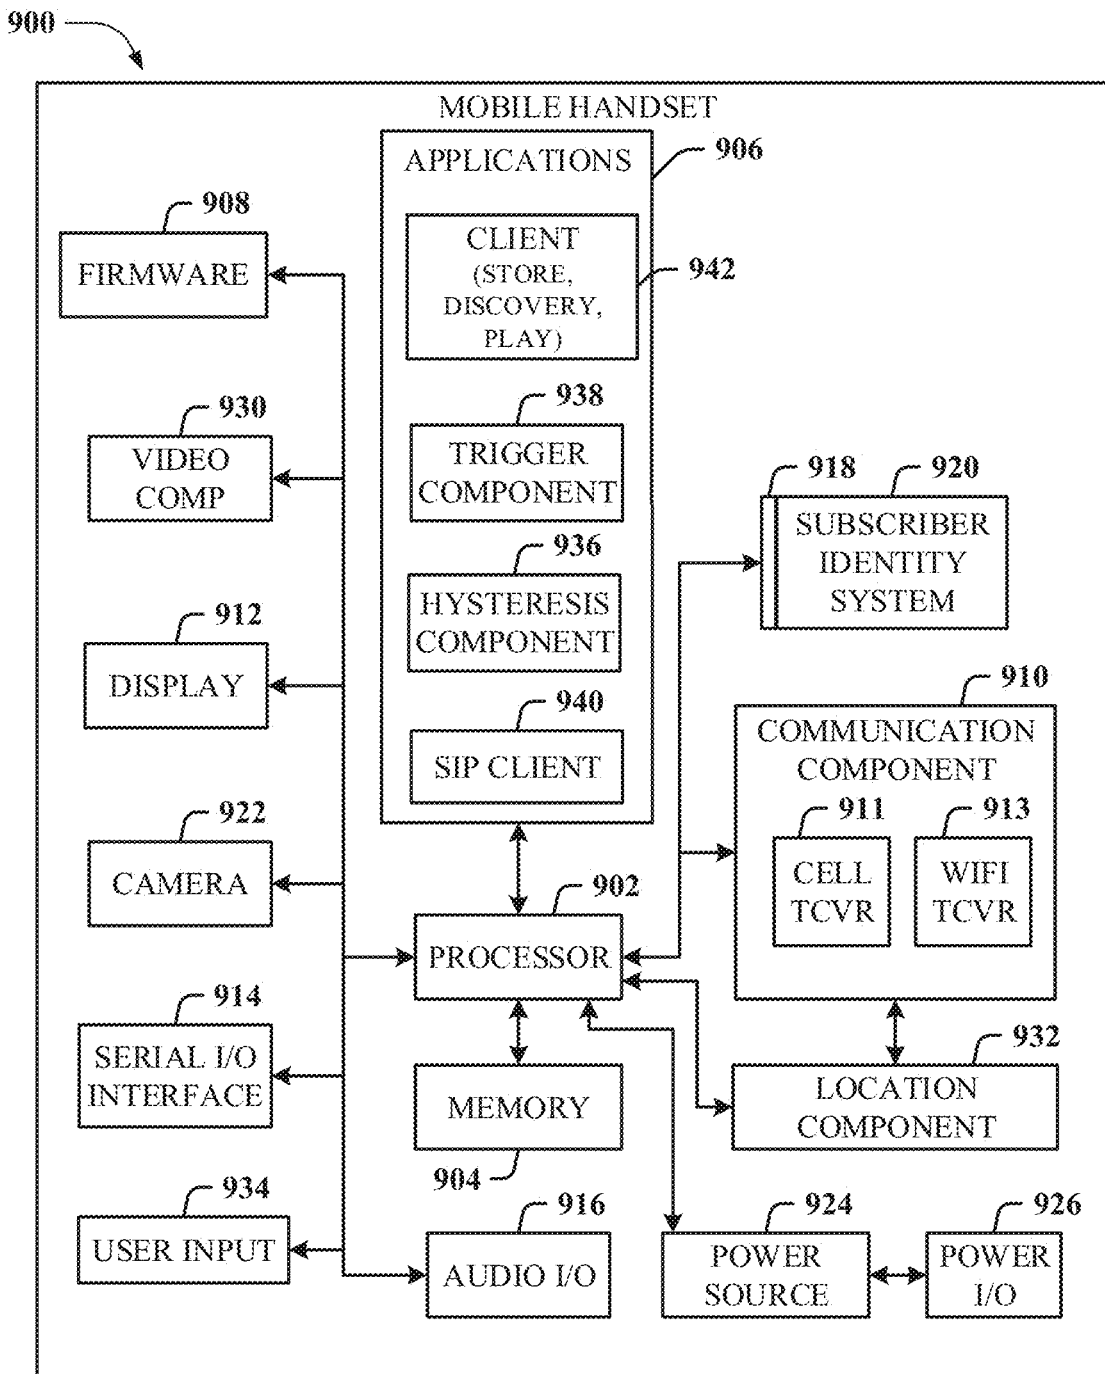 900
MOBILE HANDSET
APPLICATIONS
906
CLIENT
(STORE,
DISCOVERY,
PLAY)
942
938
TRIGGER
COMPONENT
936
HYSTERESIS
COMPONENT
940
SIP CLIENT
908
FIRMWARE
930
VIDEO
COMP
912
DISPLAY
922
CAMERA
914
SERIAL I/O
INTERFACE
934
USER INPUT
902
PROCESSOR
MEMORY
904
916
AUDIO I/O
918
920
SUBSCRIBER
IDENTITY
SYSTEM
910
COMMUNICATION
COMPONENT
911
CELL
TCVR
913
WIFI
TCVR
932
LOCATION
COMPONENT
924
POWER
SOURCE
926
POWER
I/O